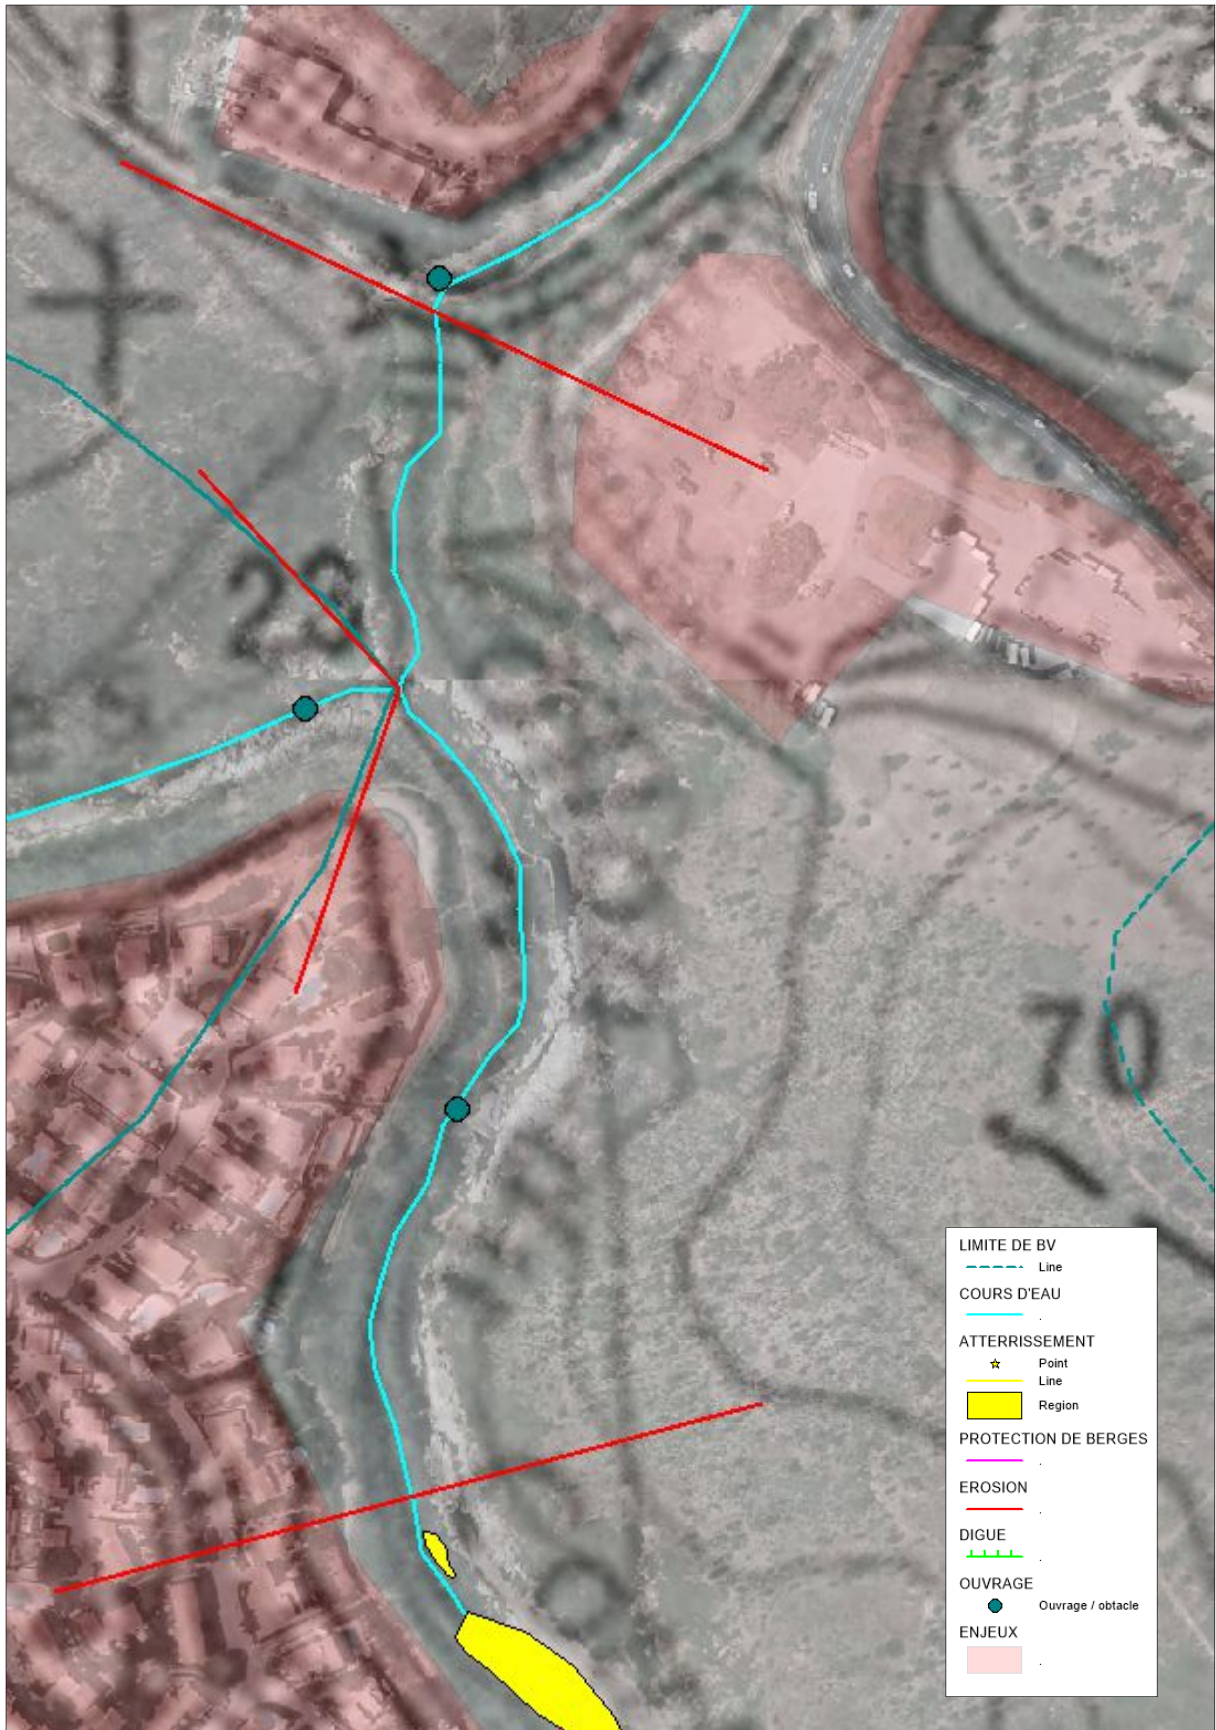 23
70
LIMITE DE BV
Line
COURS D'EAU
.
ATTERRISSEMENT
Point
Line
Region
PROTECTION DE BERGES
.
EROSION
.
DIGUE
.
OUVRAGE
Ouvrage / obtacle
ENJEUX
.